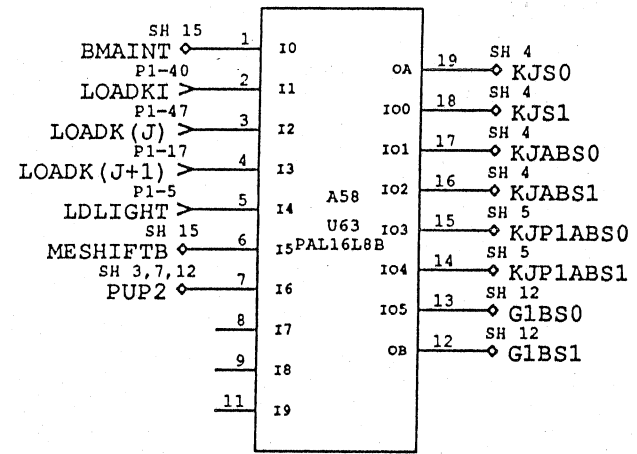 SH 15
BMAINT 1 I0
P1-40
LOADKI 2 I1
P1-47
LOADK(J) 3 I2
P1-17
LOADK(J+1) 4 I3
P1-5
LDLIGHT 5 I4
SH 15
MESHIFTB 6 I5
SH 3,7,12
PUP2 7 I6
8 I7
9 I8
11 I9
A58
U63
PAL16L8B
SH 4
OA 19 KJS0
SH 4
IO0 18 KJS1
SH 4
IO1 17 KJABS0
SH 4
IO2 16 KJABS1
SH 5
IO3 15 KJP1ABS0
SH 5
IO4 14 KJP1ABS1
SH 12
IO5 13 G1BS0
SH 12
OB 12 G1BS1